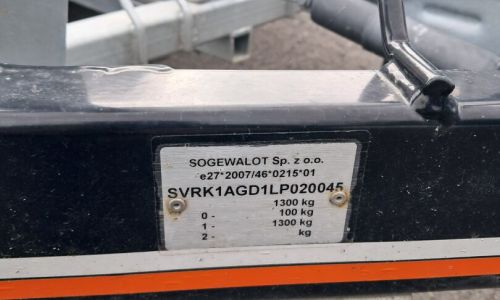 SOGEWALOT Sp. z o.o.
e27*2007/46*0215*01
SVRK1AGD1LP020045
1300 kg
0 - 100 kg
1 - 1300 kg
2 - kg